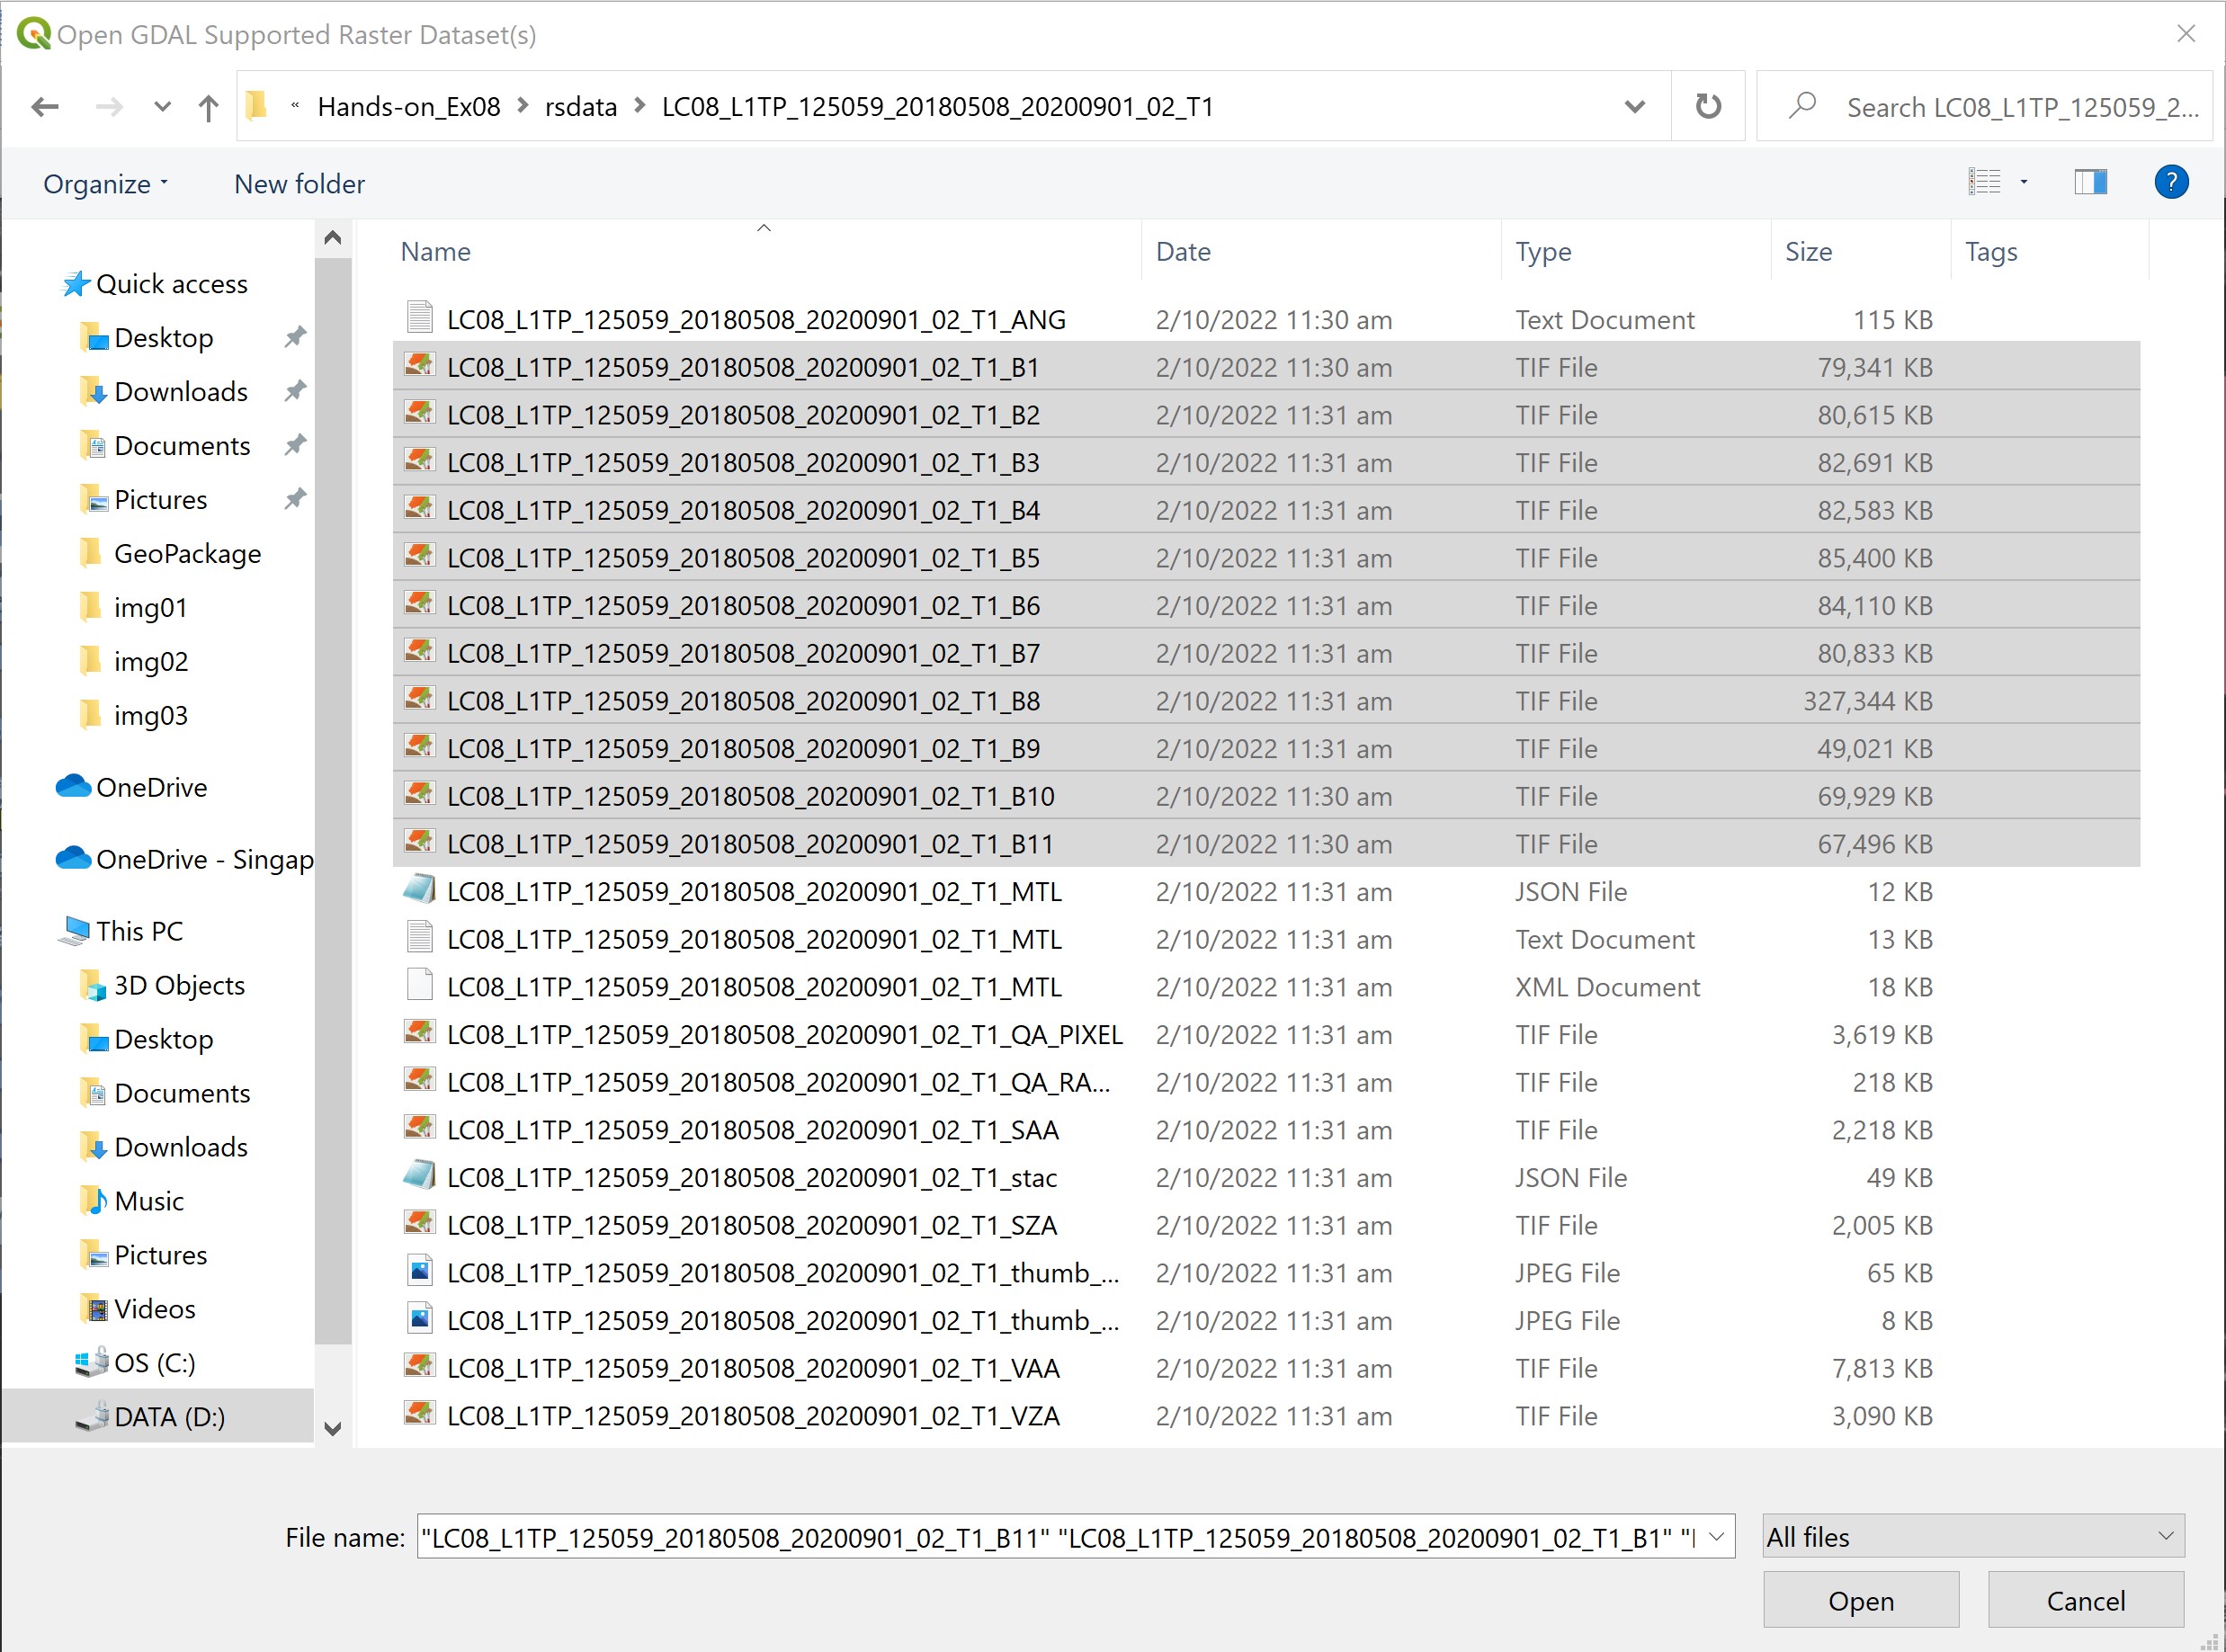 Open GDAL Supported Raster Dataset(s)
« Hands-on_Ex08 > rsdata > LC08_L1TP_125059_20180508_20200901_02_T1
Search LC08_L1TP_125059_2...
Organize New folder ?
Name Date Type Size Tags
Quick access
Desktop
Downloads
Documents
Pictures
GeoPackage
img01
img02
img03
OneDrive
OneDrive - Singap
This PC
3D Objects
Desktop
Documents
Downloads
Music
Pictures
Videos
OS (C:)
DATA (D:)
LC08_L1TP_125059_20180508_20200901_02_T1_ANG 2/10/2022 11:30 am Text Document 115 KB
LC08_L1TP_125059_20180508_20200901_02_T1_B1 2/10/2022 11:30 am TIF File 79,341 KB
LC08_L1TP_125059_20180508_20200901_02_T1_B2 2/10/2022 11:31 am TIF File 80,615 KB
LC08_L1TP_125059_20180508_20200901_02_T1_B3 2/10/2022 11:31 am TIF File 82,691 KB
LC08_L1TP_125059_20180508_20200901_02_T1_B4 2/10/2022 11:31 am TIF File 82,583 KB
LC08_L1TP_125059_20180508_20200901_02_T1_B5 2/10/2022 11:31 am TIF File 85,400 KB
LC08_L1TP_125059_20180508_20200901_02_T1_B6 2/10/2022 11:31 am TIF File 84,110 KB
LC08_L1TP_125059_20180508_20200901_02_T1_B7 2/10/2022 11:31 am TIF File 80,833 KB
LC08_L1TP_125059_20180508_20200901_02_T1_B8 2/10/2022 11:31 am TIF File 327,344 KB
LC08_L1TP_125059_20180508_20200901_02_T1_B9 2/10/2022 11:31 am TIF File 49,021 KB
LC08_L1TP_125059_20180508_20200901_02_T1_B10 2/10/2022 11:30 am TIF File 69,929 KB
LC08_L1TP_125059_20180508_20200901_02_T1_B11 2/10/2022 11:30 am TIF File 67,496 KB
LC08_L1TP_125059_20180508_20200901_02_T1_MTL 2/10/2022 11:31 am JSON File 12 KB
LC08_L1TP_125059_20180508_20200901_02_T1_MTL 2/10/2022 11:31 am Text Document 13 KB
LC08_L1TP_125059_20180508_20200901_02_T1_MTL 2/10/2022 11:31 am XML Document 18 KB
LC08_L1TP_125059_20180508_20200901_02_T1_QA_PIXEL 2/10/2022 11:31 am TIF File 3,619 KB
LC08_L1TP_125059_20180508_20200901_02_T1_QA_RA... 2/10/2022 11:31 am TIF File 218 KB
LC08_L1TP_125059_20180508_20200901_02_T1_SAA 2/10/2022 11:31 am TIF File 2,218 KB
LC08_L1TP_125059_20180508_20200901_02_T1_stac 2/10/2022 11:31 am JSON File 49 KB
LC08_L1TP_125059_20180508_20200901_02_T1_SZA 2/10/2022 11:31 am TIF File 2,005 KB
LC08_L1TP_125059_20180508_20200901_02_T1_thumb_... 2/10/2022 11:31 am JPEG File 65 KB
LC08_L1TP_125059_20180508_20200901_02_T1_thumb_... 2/10/2022 11:31 am JPEG File 8 KB
LC08_L1TP_125059_20180508_20200901_02_T1_VAA 2/10/2022 11:31 am TIF File 7,813 KB
LC08_L1TP_125059_20180508_20200901_02_T1_VZA 2/10/2022 11:31 am TIF File 3,090 KB
File name: "LC08_L1TP_125059_20180508_20200901_02_T1_B11" "LC08_L1TP_125059_20180508_20200901_02_T1_B1" "
All files
Open Cancel